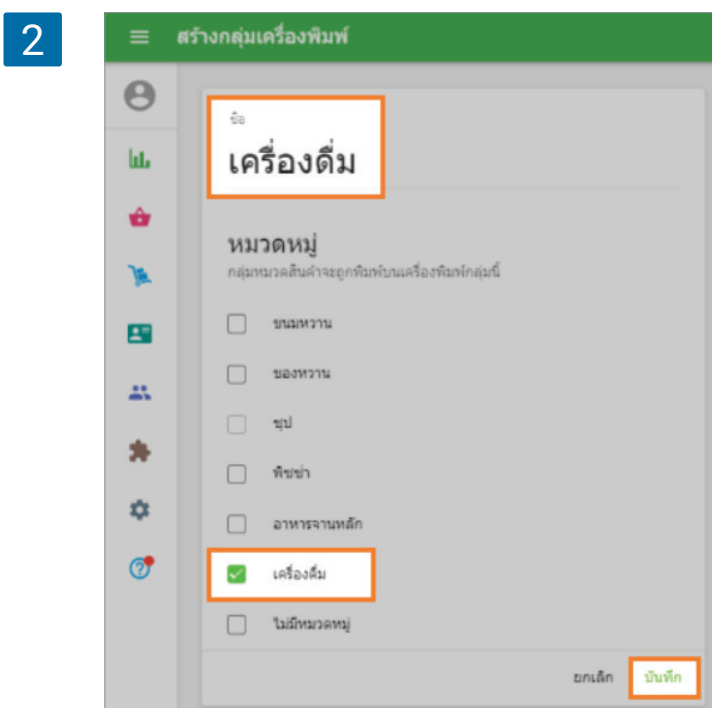 2
สร้างกลุ่มเครื่องพิมพ์
ชื่อ
เครื่องดื่ม
หมวดหมู่
กลุ่มหมวดสินค้าจะถูกพิมพ์บนเครื่องพิมพ์กลุ่มนี้
ขนมหวาน
ของหวาน
ซุป
พิซซ่า
อาหารจานหลัก
เครื่องดื่ม
ไม่มีหมวดหมู่
ยกเลิก บันทึก